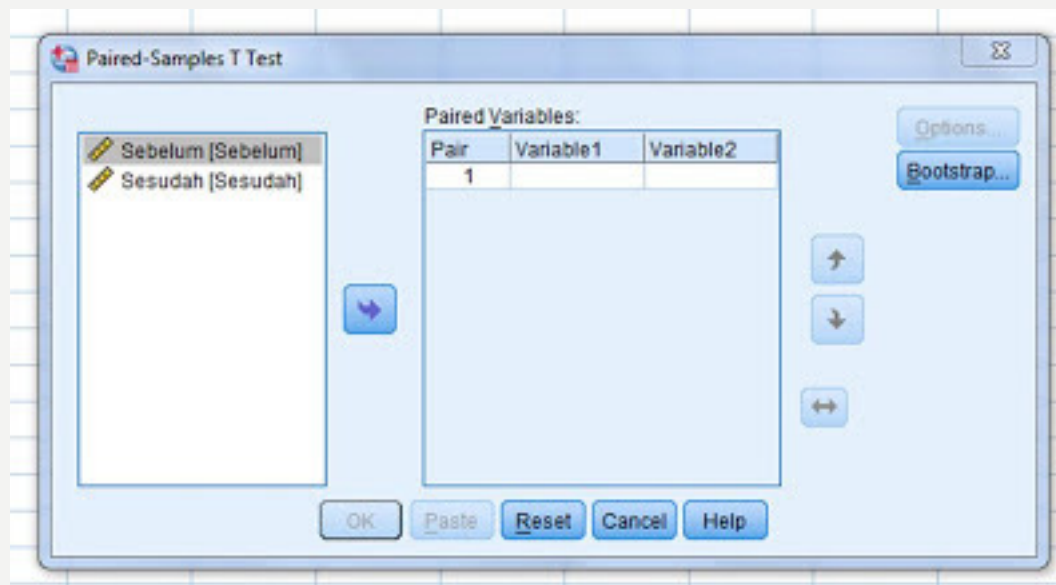 Paired-Samples T Test
Paired Variables:
Sebelum [Sebelum]
Sesudah [Sesudah]
Pair Variable1 Variable2
1
Options...
Bootstrap...
OK Paste Reset Cancel Help